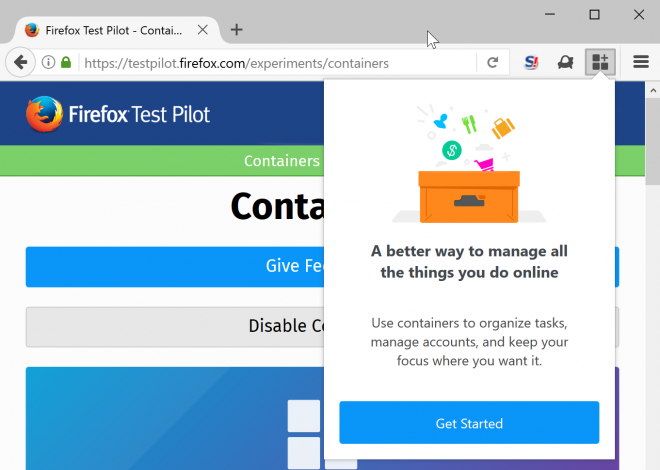 Firefox Test Pilot - Contai...
https://testpilot.firefox.com/experiments/containers
S!
Firefox Test Pilot
Containers
Conta
Give Fee
Disable Co
$
A better way to manage all
the things you do online
Use containers to organize tasks,
manage accounts, and keep your
focus where you want it.
Get Started